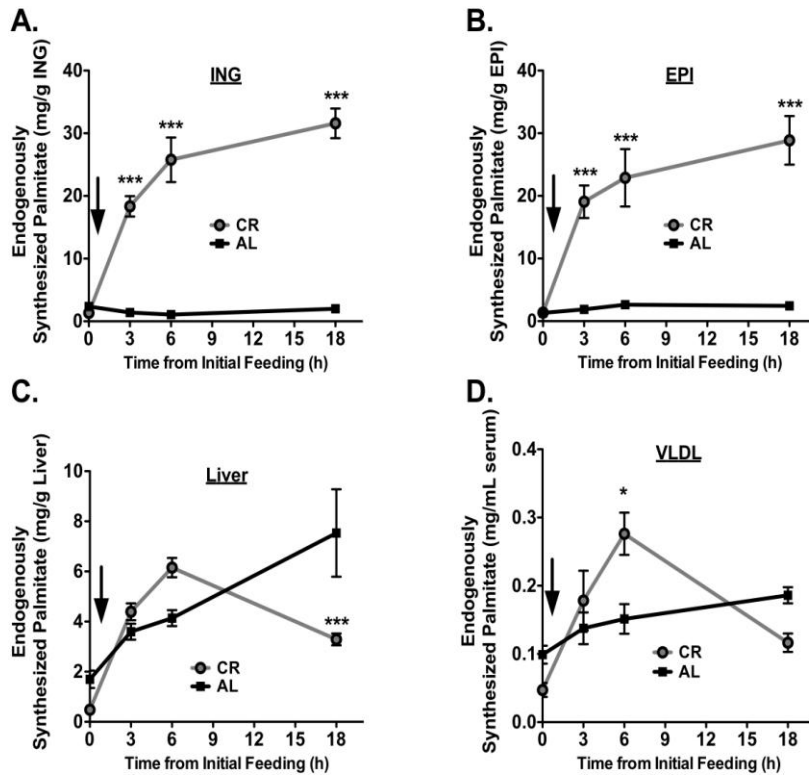 A.
ING
Endogenously
Synthesized Palmitate (mg/g ING)
40
30
20
10
0
***
***
***
CR
AL
0 3 6 9 12 15 18
Time from Initial Feeding (h)
B.
EPI
Endogenously
Synthesized Palmitate (mg/g EPI)
40
30
20
10
0
***
***
***
CR
AL
0 3 6 9 12 15 18
Time from Initial Feeding (h)
C.
Liver
Endogenously
Synthesized Palmitate (mg/g Liver)
10
8
6
4
2
0
***
CR
AL
0 3 6 9 12 15 18
Time from Initial Feeding (h)
D.
VLDL
Endogenously
Synthesized Palmitate (mg/mL serum)
0.4
0.3
0.2
0.1
0.0
*
CR
AL
0 3 6 9 12 15 18
Time from Initial Feeding (h)